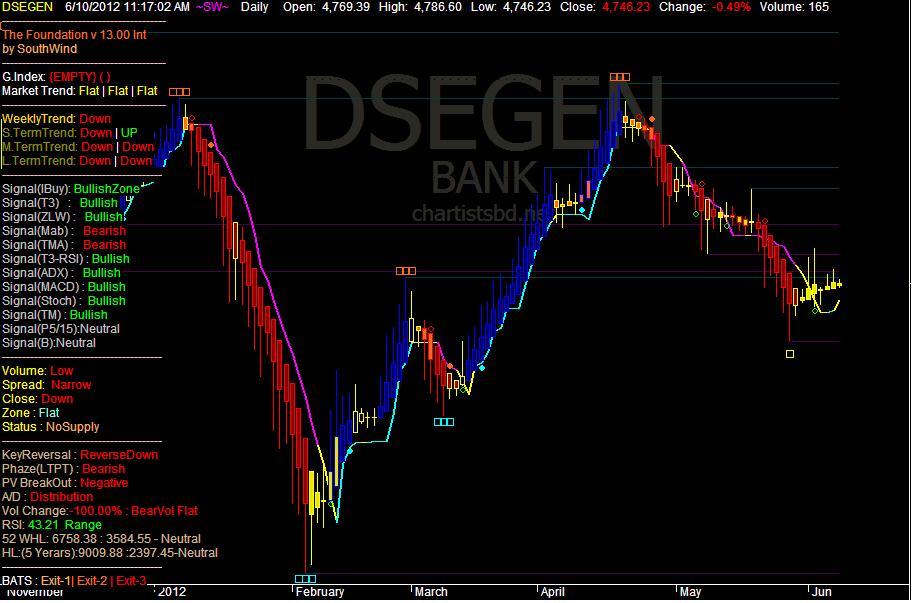 DSEGEN 6/10/2012 11:17:02 AM ~SW~ Daily Open: 4,769.39 High: 4,786.60 Low: 4,746.23 Close: 4,746.23 Change: -0.49% Volume: 165
The Foundation v 13.00 Int
by SouthWind
G.Index: {EMPTY} ( )
Market Trend: Flat | Flat | Flat
WeeklyTrend: Down
S.TermTrend: Down | UP
M.TermTrend: Down | Down
L.TermTrend: Down | Down
Signal(IBuy): BullishZone
Signal(T3) : Bullish
Signal(ZLW) : Bullish
Signal(Mab) : Bearish
Signal(TMA) : Bearish
Signal(T3-RSI) : Bullish
Signal(ADX) : Bullish
Signal(MACD) : Bullish
Signal(Stoch) : Bullish
Signal(TM) : Bullish
Signal(P5/15):Neutral
Signal(B):Neutral
Volume: Low
Spread: Narrow
Close: Down
Zone : Flat
Status : NoSupply
KeyReversal : ReverseDown
Phaze(LTPT) : Bearish
PV BreakOut : Negative
A/D : Distribution
Vol Change:-100.00% : BearVol Flat
RSI: 43.21 Range
52 WHL: 6758.38 : 3584.55 - Neutral
HL:(5 Yerars):9009.88 :2397.45-Neutral
BATS : Exit-1| Exit-2 | Exit-3
DSEGEN
BANK
chartistsbd.net
November 2012 February March April May Jun